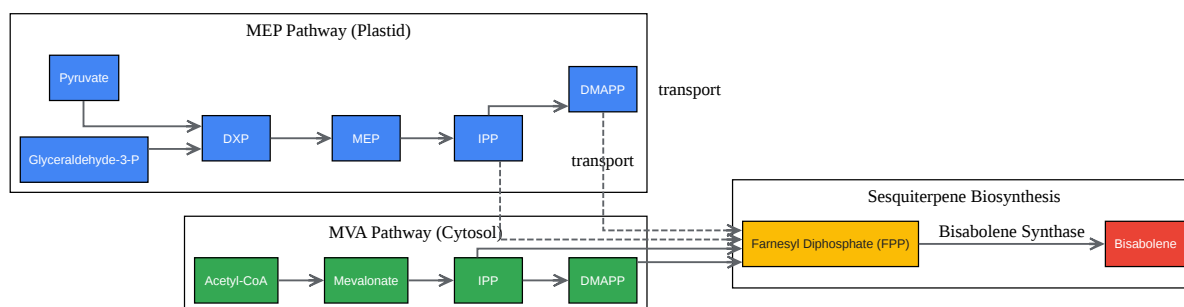 MEP Pathway (Plastid)
Pyruvate
DMAPP
transport
DXP
MEP
IPP
Glyceraldehyde-3-P
transport
Sesquiterpene Biosynthesis
MVA Pathway (Cytosol)
Farnesyl Diphosphate (FPP)
Bisabolene Synthase
Bisabolene
Acetyl-CoA
Mevalonate
IPP
DMAPP